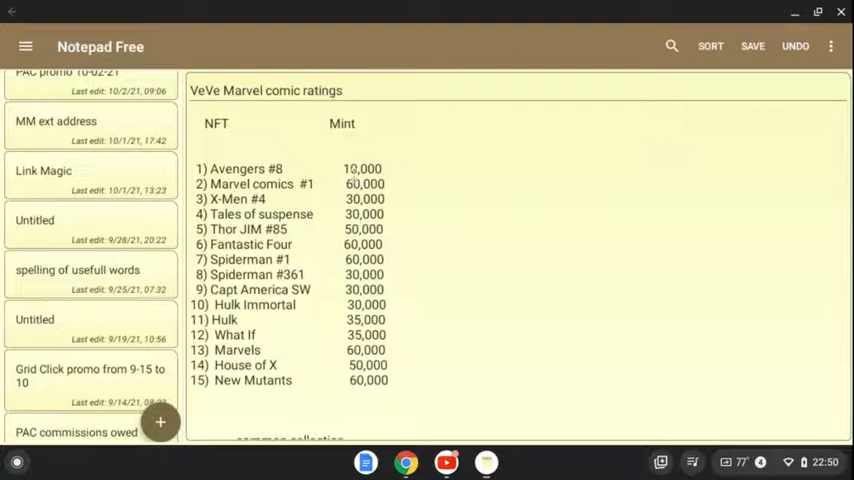 Notepad Free
SORT
SAVE
UNDO
PAC promo 10-02-21
Last edit: 10/2/21, 09:06
MM ext address
Last edit: 10/1/21, 17:42
Link Magic
Last edit: 10/1/21, 13:23
Untitled
Last edit: 9/28/21, 20:22
spelling of usefull words
Last edit: 9/25/21, 07:32
Untitled
Last edit: 9/19/21, 10:56
Grid Click promo from 9-15 to
10
Last edit: 9/14/21,
PAC commissions owed
VeVe Marvel comic ratings
NFT Mint
1) Avengers #8 10,000
2) Marvel comics #1 60,000
3) X-Men #4 30,000
4) Tales of suspense 30,000
5) Thor JIM #85 50,000
6) Fantastic Four 60,000
7) Spiderman #1 60,000
8) Spiderman #361 30,000
9) Capt America SW 30,000
10) Hulk Immortal 30,000
11) Hulk 35,000
12) What If 35,000
13) Marvels 60,000
14) House of X 50,000
15) New Mutants 60,000
common collection
77° 4 22:50